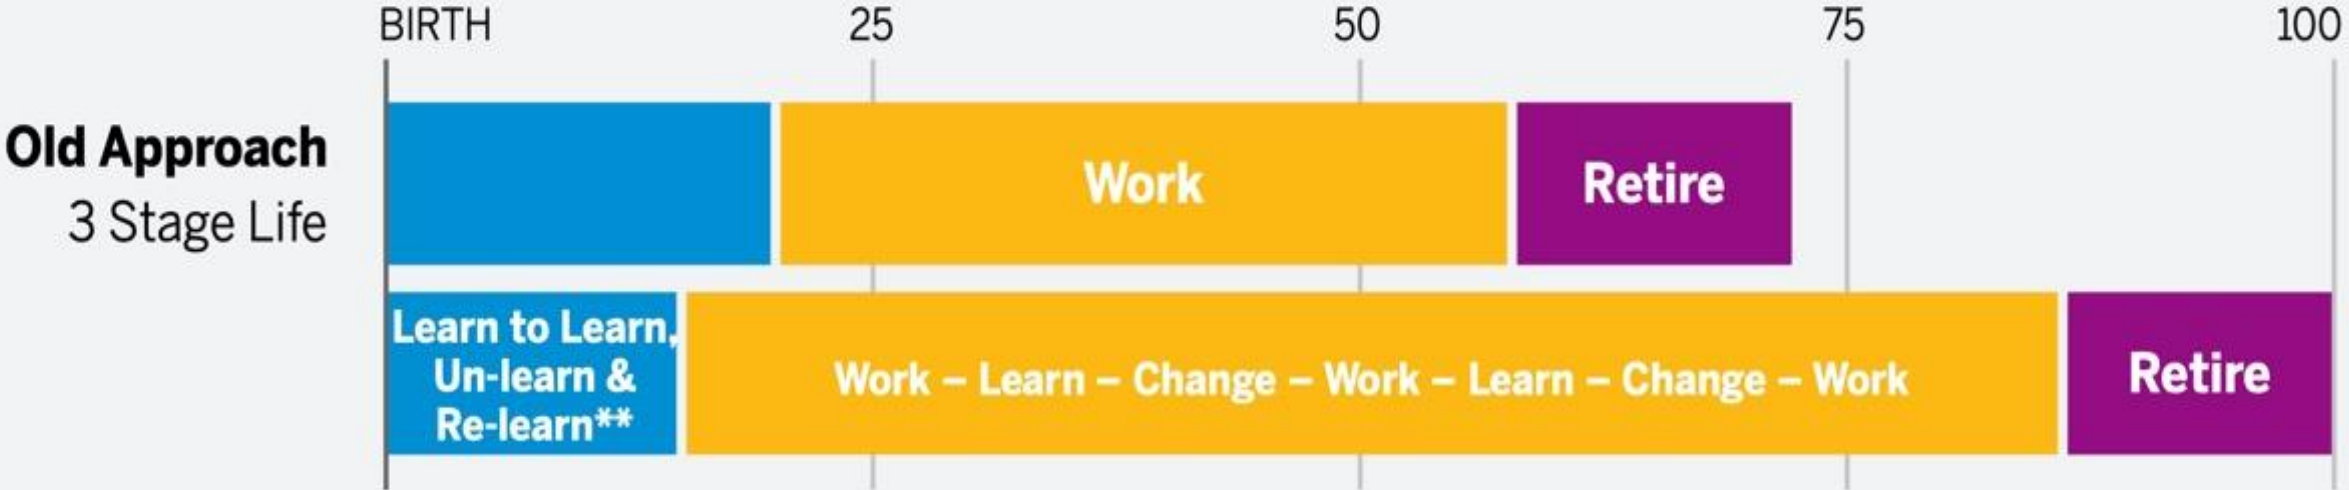 BIRTH 25 50 75 100
Old Approach
3 Stage Life
Work
Retire
Learn to Learn,
Un-learn &
Re-learn**
Work – Learn – Change – Work – Learn – Change – Work
Retire